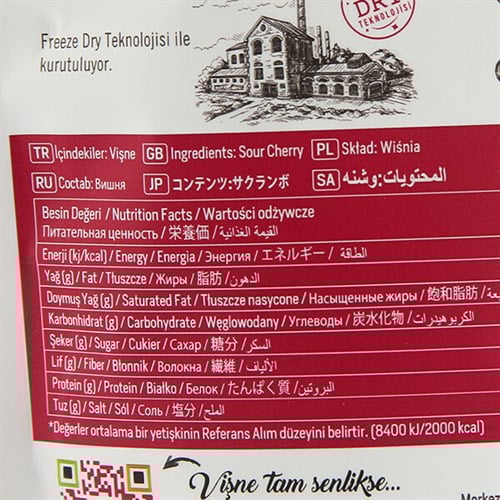 DRY
TEKNOLOJİSİ
Freeze Dry Teknolojisi ile
kurutuluyor.
TR İçindekiler: Vişne GB Ingredients: Sour Cherry PL Skład: Wiśnia
RU Состав: Вишня JP コンテンツ:サクランボ SA المحتويات: وشنه
Besin Değeri / Nutrition Facts / Wartości odżywcze
Питательная ценность / 栄養価 / القيمة الغذائية
Enerji (kj/kcal) / Energy / Energia / Энергия / エネルギー / الطاقة
Yağ (g) / Fat / Tłuszcze / Жиры / 脂肪 / الدهون
Doymuş Yağ (g) / Saturated Fat / Tłuszcze nasycone / Насыщенные жиры / 飽和脂肪 /
Karbonhidrat (g) / Carbohydrate / Węglowodany / Углеводы / 炭水化物 / الكربوهيدرات
Şeker (g) / Sugar / Cukier / Сахар / 糖分 / السكر
Lif (g) / Fiber / Błonnik / Волокна / 繊維 / الألياف
Protein (g) / Protein / Białko / Белок / たんぱく質 / البروتين
Tuz (g) / Salt / Sól / Соль / 塩分 / الملح
*Değerler ortalama bir yetişkinin Referans Alım düzeyini belirtir. (8400 kJ/2000 kcal)
Vişne tam senlikse...
Merkez